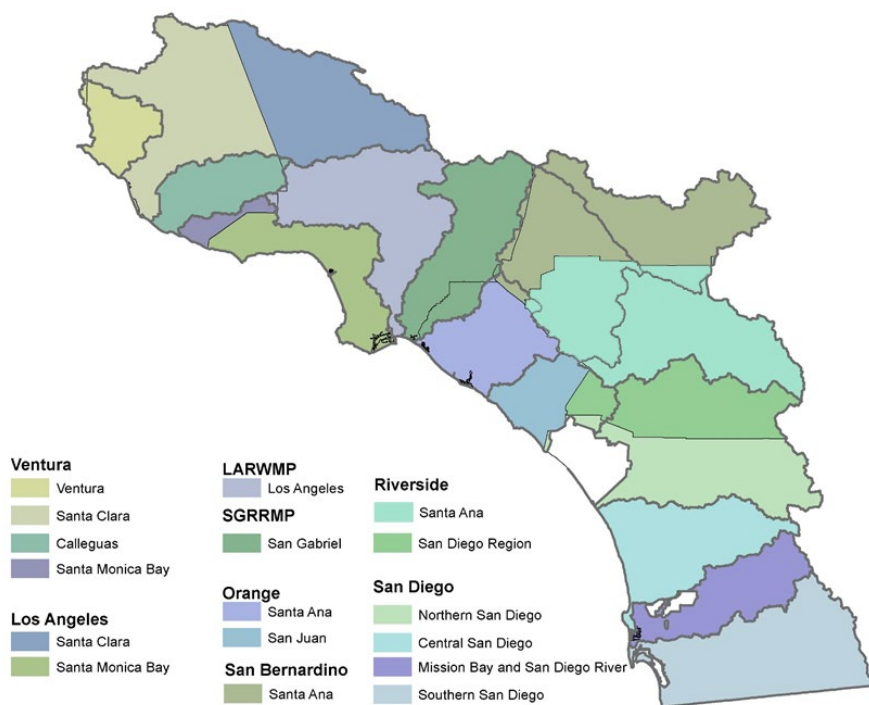 Ventura
Ventura
Santa Clara
Calleguas
Santa Monica Bay
Los Angeles
Santa Clara
Santa Monica Bay
LARWMP
Los Angeles
SGRRMP
San Gabriel
Orange
Santa Ana
San Juan
San Bernardino
Santa Ana
Riverside
Santa Ana
San Diego Region
San Diego
Northern San Diego
Central San Diego
Mission Bay and San Diego River
Southern San Diego